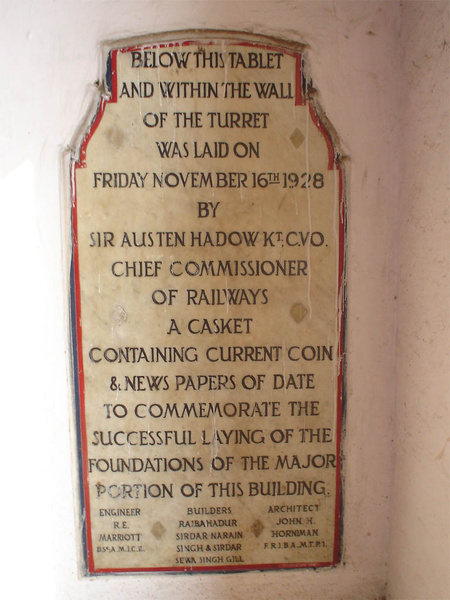 BELOW THIS TABLET
AND WITHIN THE WALL
OF THE TURRET
WAS LAID ON
FRIDAY NOVEMBER 16TH 1928
BY
SIR AUSTEN HADOW KT. C.V.O.
CHIEF COMMISSIONER
OF RAILWAYS
A CASKET
CONTAINING CURRENT COIN
& NEWS PAPERS OF DATE
TO COMMEMORATE THE
SUCCESSFUL LAYING OF THE
FOUNDATIONS OF THE MAJOR
PORTION OF THIS BUILDING.
ENGINEER
R.E.
MARRIOTT
A.M.I.C.E.
BUILDERS
RAIBAHADUR
SIRDAR NARAIN
SINGH & SIRDAR
SEWA SINGH GILL
ARCHITECT
JOHN. H.
HORNIMAN
F.R.I.B.A., M.T.P.I.